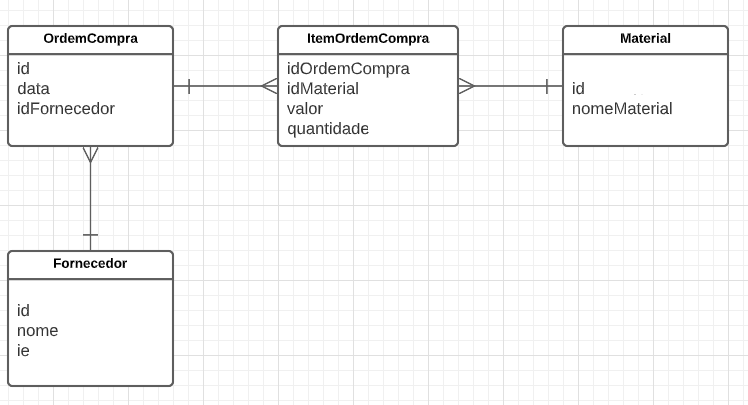 OrdemCompra
id
data
idFornecedor
ItemOrdemCompra
idOrdemCompra
idMaterial
valor
quantidade
Material
id
nomeMaterial
Fornecedor
id
nome
ie